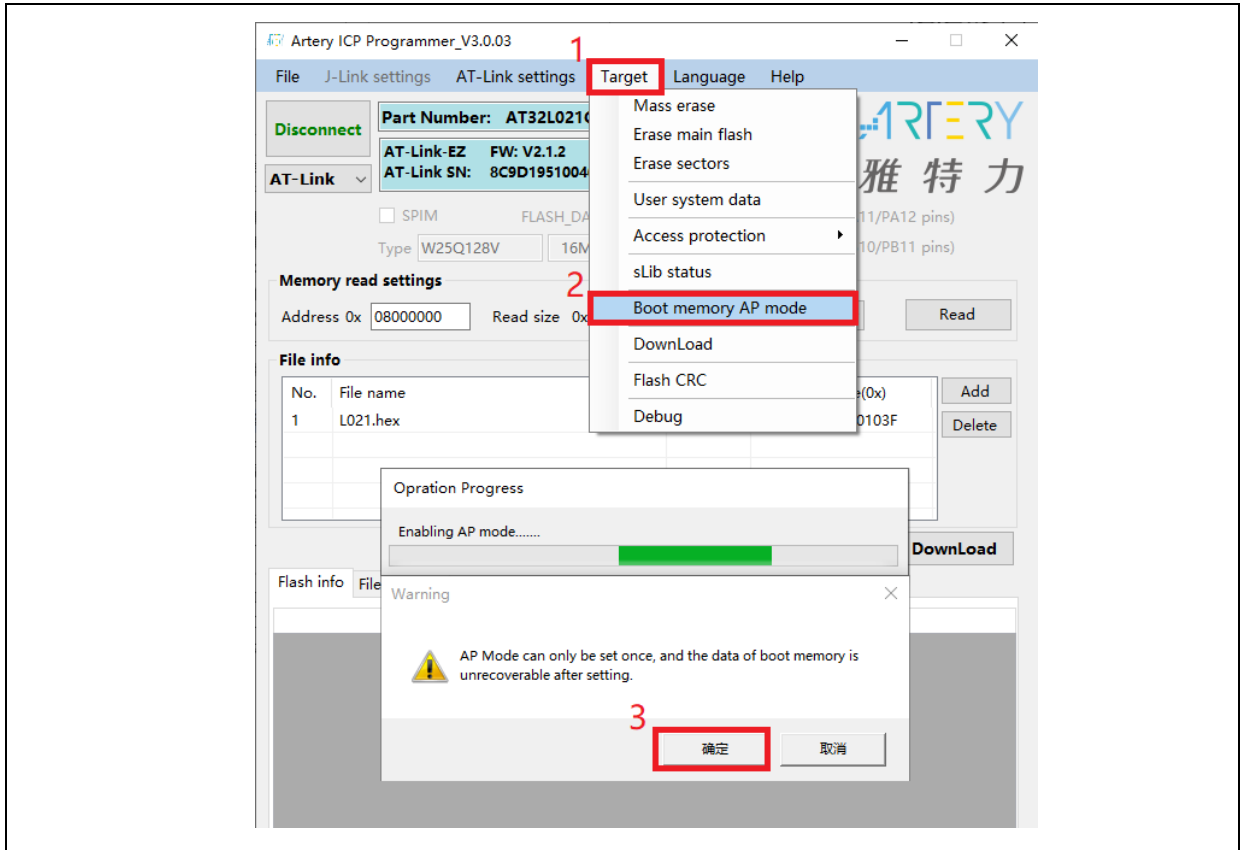 Artery ICP Programmer_V3.0.03
1
File J-Link settings AT-Link settings Target Language Help
Disconnect
Part Number: AT32L021
AT-Link-EZ FW: V2.1.2
AT-Link SN: 8C9D1951004
AT-Link
ARTERY
雅特力
Mass erase
Erase main flash
Erase sectors
User system data
Access protection
sLib status
2
Boot memory AP mode
DownLoad
Flash CRC
Debug
SPIM FLASH_DA 11/PA12 pins)
Type W25Q128V 16M 10/PB11 pins)
Memory read settings
Address 0x 08000000 Read size 0x Read
File info
No. File name e(0x) Add
1 L021.hex 0103F Delete
Opration Progress
Enabling AP mode.......
DownLoad
Flash info File
Warning
AP Mode can only be set once, and the data of boot memory is
unrecoverable after setting.
3
确定 取消